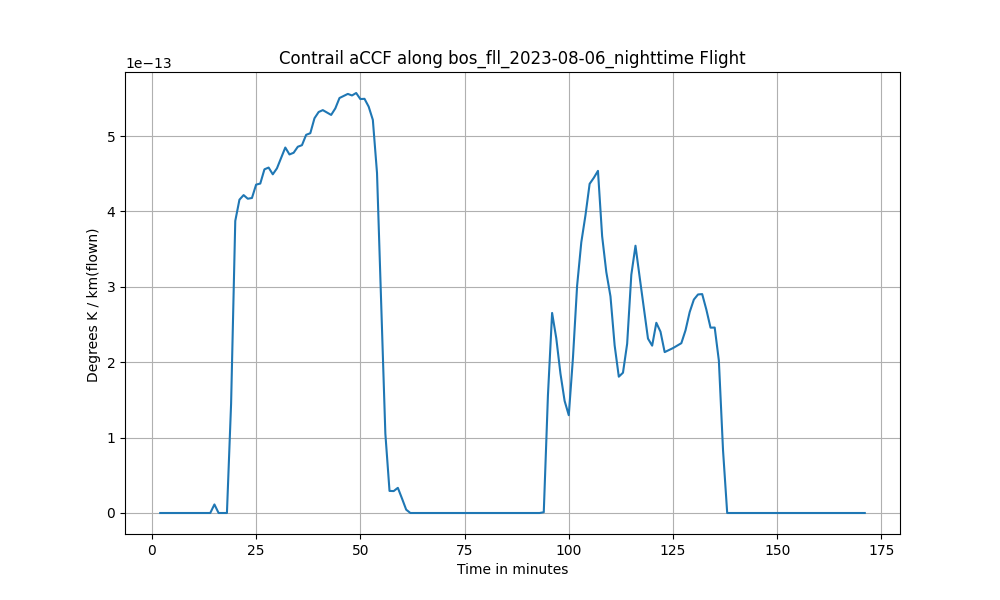 Contrail aCCF along bos_fll_2023-08-06_nighttime Flight
1e−13
5
4
3
2
1
0
Degrees K / km(flown)
0 25 50 75 100 125 150 175
Time in minutes